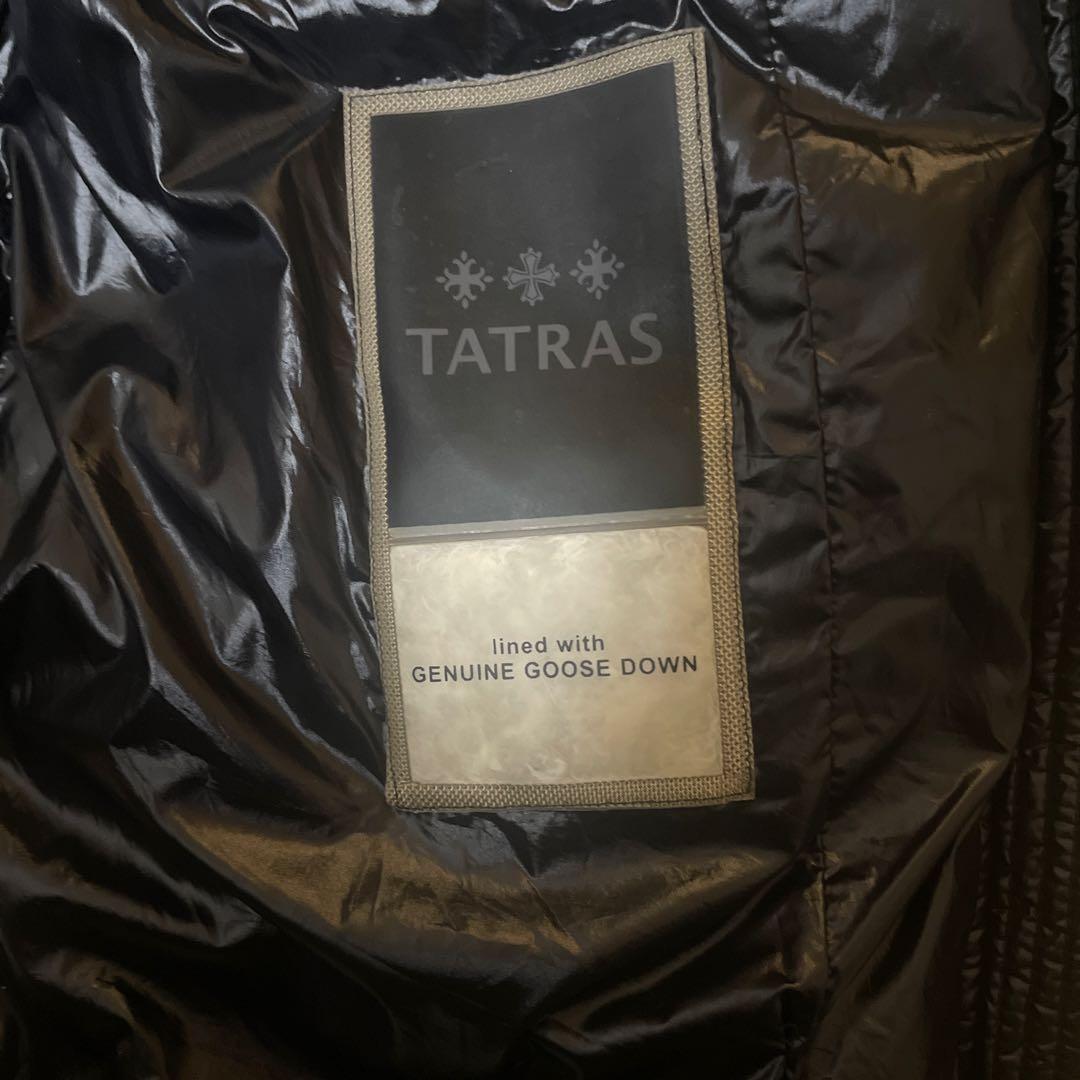 TATRAS
lined with
GENUINE GOOSE DOWN